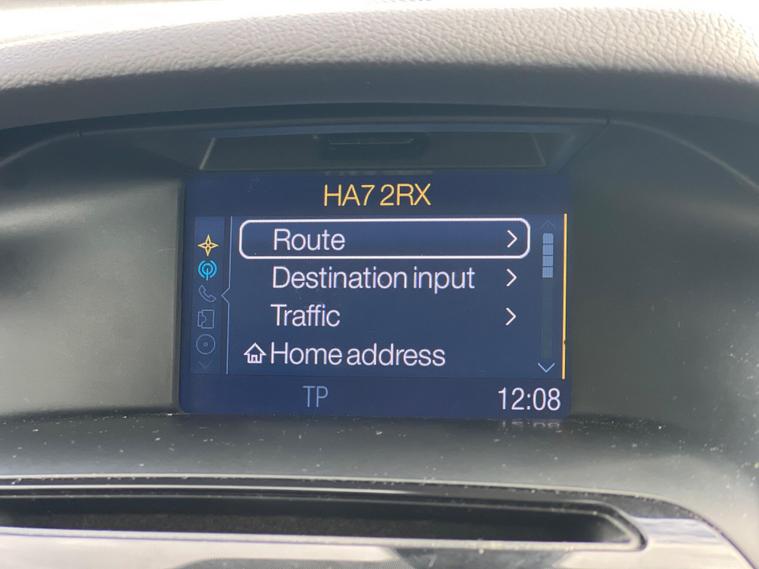 HA7 2RX
Route
Destination input
Traffic
Home address
TP
12:08